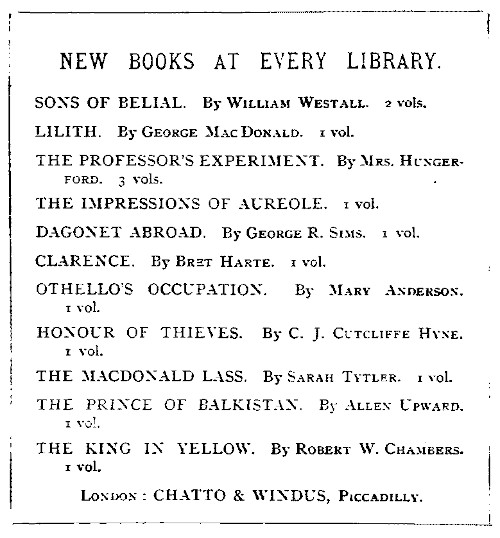 NEW BOOKS AT EVERY LIBRARY.
SONS OF BELIAL. By WILLIAM WESTALL. 2 vols.
LILITH. By GEORGE MACDONALD. 1 vol.
THE PROFESSOR'S EXPERIMENT. By MRS. HUNGER-
FORD. 3 vols.
THE IMPRESSIONS OF AUREOLE. 1 vol.
DAGONET ABROAD. By GEORGE R. SIMS. 1 vol.
CLARENCE. By BRET HARTE. 1 vol.
OTHELLO'S OCCUPATION. By MARY ANDERSON.
1 vol.
HONOUR OF THIEVES. By C. J. CUTCLIFFE HYNE.
1 vol.
THE MACDONALD LASS. By SARAH TYTLER. 1 vol.
THE PRINCE OF BALKISTAN. By ALLEN UPWARD.
1 vol.
THE KING IN YELLOW. By ROBERT W. CHAMBERS.
1 vol.
LONDON: CHATTO & WINDUS, PICCADILLY.